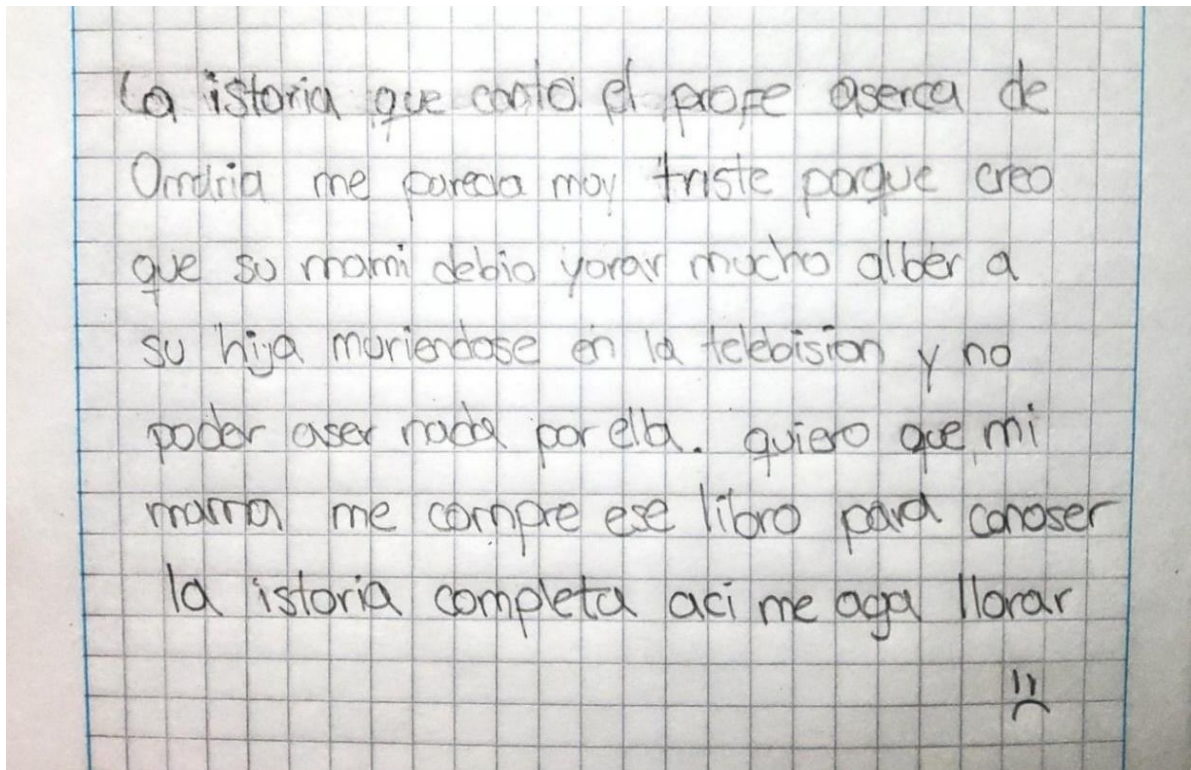 La istoria que conto el profe aserca de
Omaira me parecia muy triste porque creo
que su mami debio yorar mucho alber a
su hija muriendose en la telebision y no
poder aser nada por ella. quiero que mi
mama me compre ese libro para conoser
la istoria completa aci me aga llorar